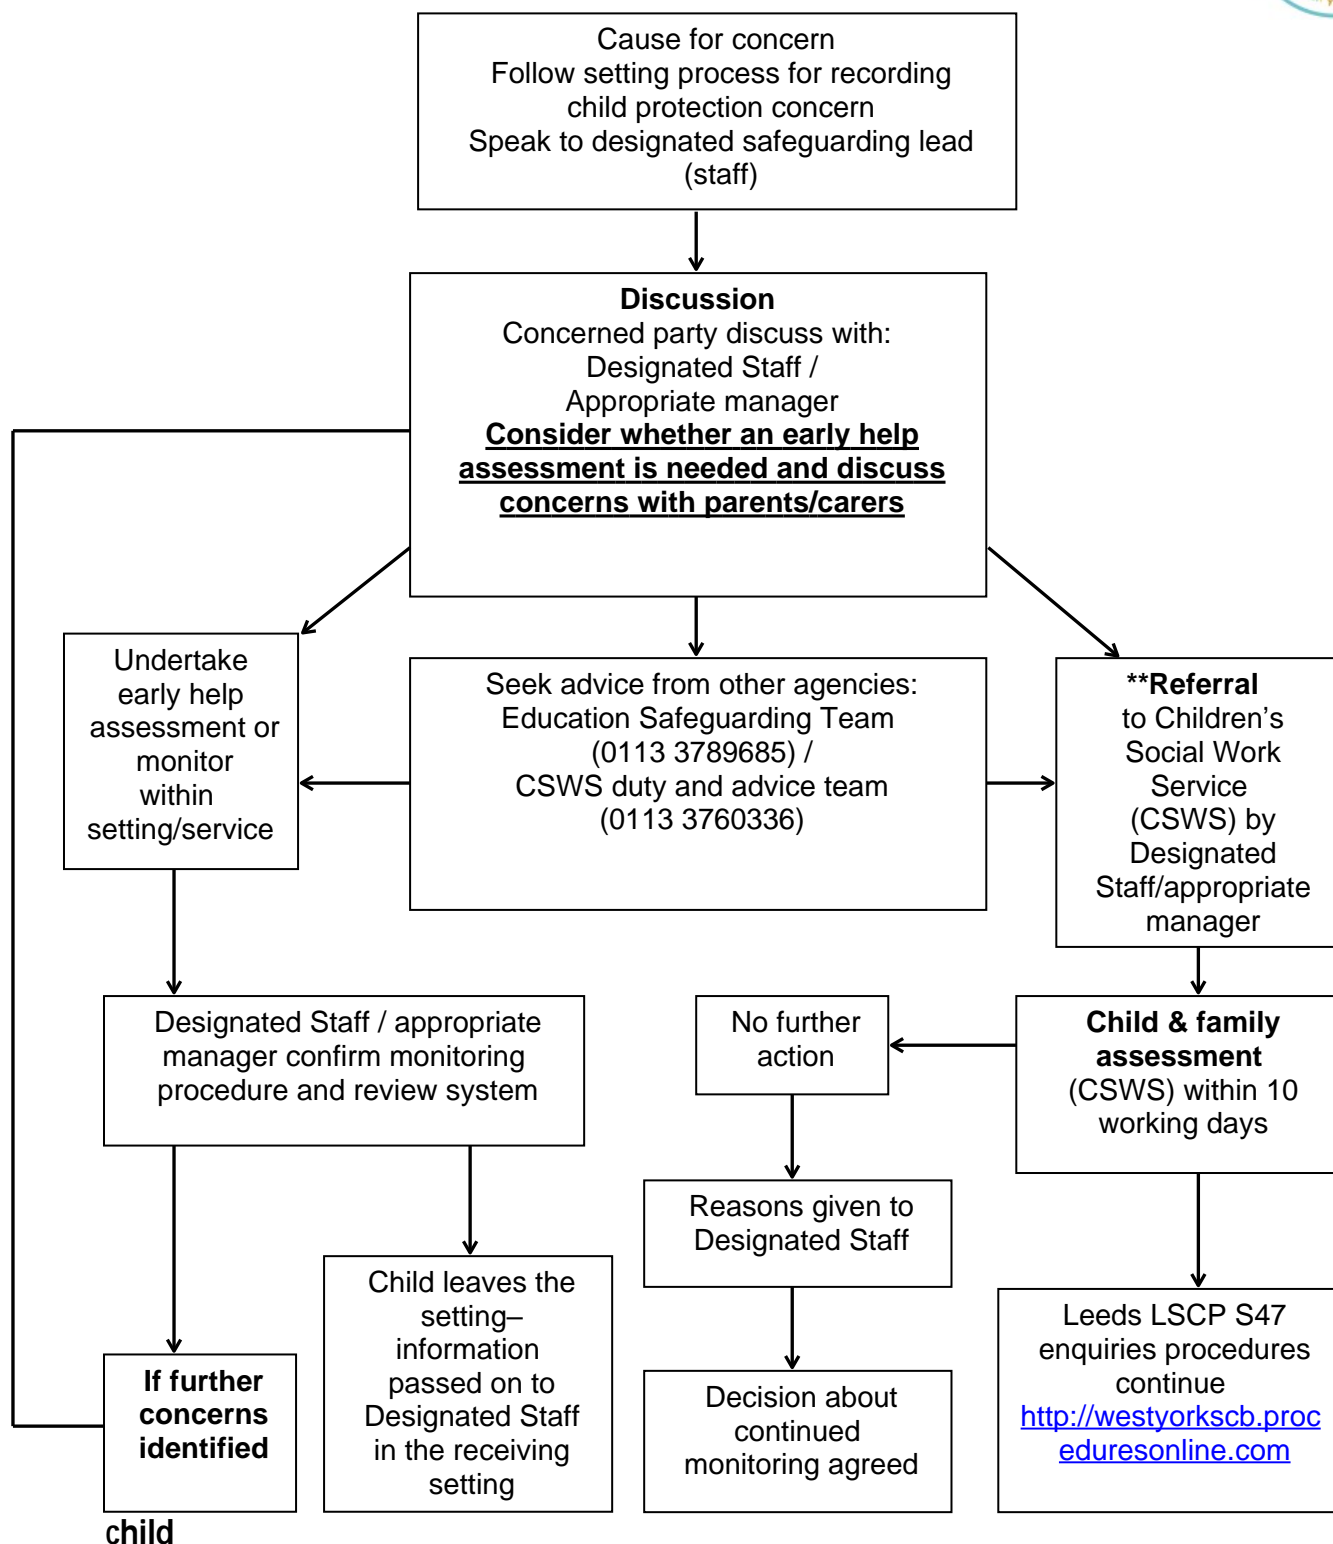 Cause for concern
Follow setting process for recording
child protection concern
Speak to designated safeguarding lead
(staff)
Discussion
Concerned party discuss with:
Designated Staff /
Appropriate manager
Consider whether an early help
assessment is needed and discuss
concerns with parents/carers
Undertake
early help
assessment or
monitor
within
setting/service
Seek advice from other agencies:
Education Safeguarding Team
(0113 3789685) /
CSWS duty and advice team
(0113 3760336)
**Referral
to Children’s
Social Work
Service
(CSWS) by
Designated
Staff/appropriate
manager
Designated Staff / appropriate
manager confirm monitoring
procedure and review system
No further
action
Child & family
assessment
(CSWS) within 10
working days
Reasons given to
Designated Staff
Child leaves the
setting–
information
passed on to
Designated Staff
in the receiving
setting
Leeds LSCP S47
enquiries procedures
continue
http://westyorkscb.proc
eduresonline.com
If further
concerns
identified
Decision about
continued
monitoring agreed
child